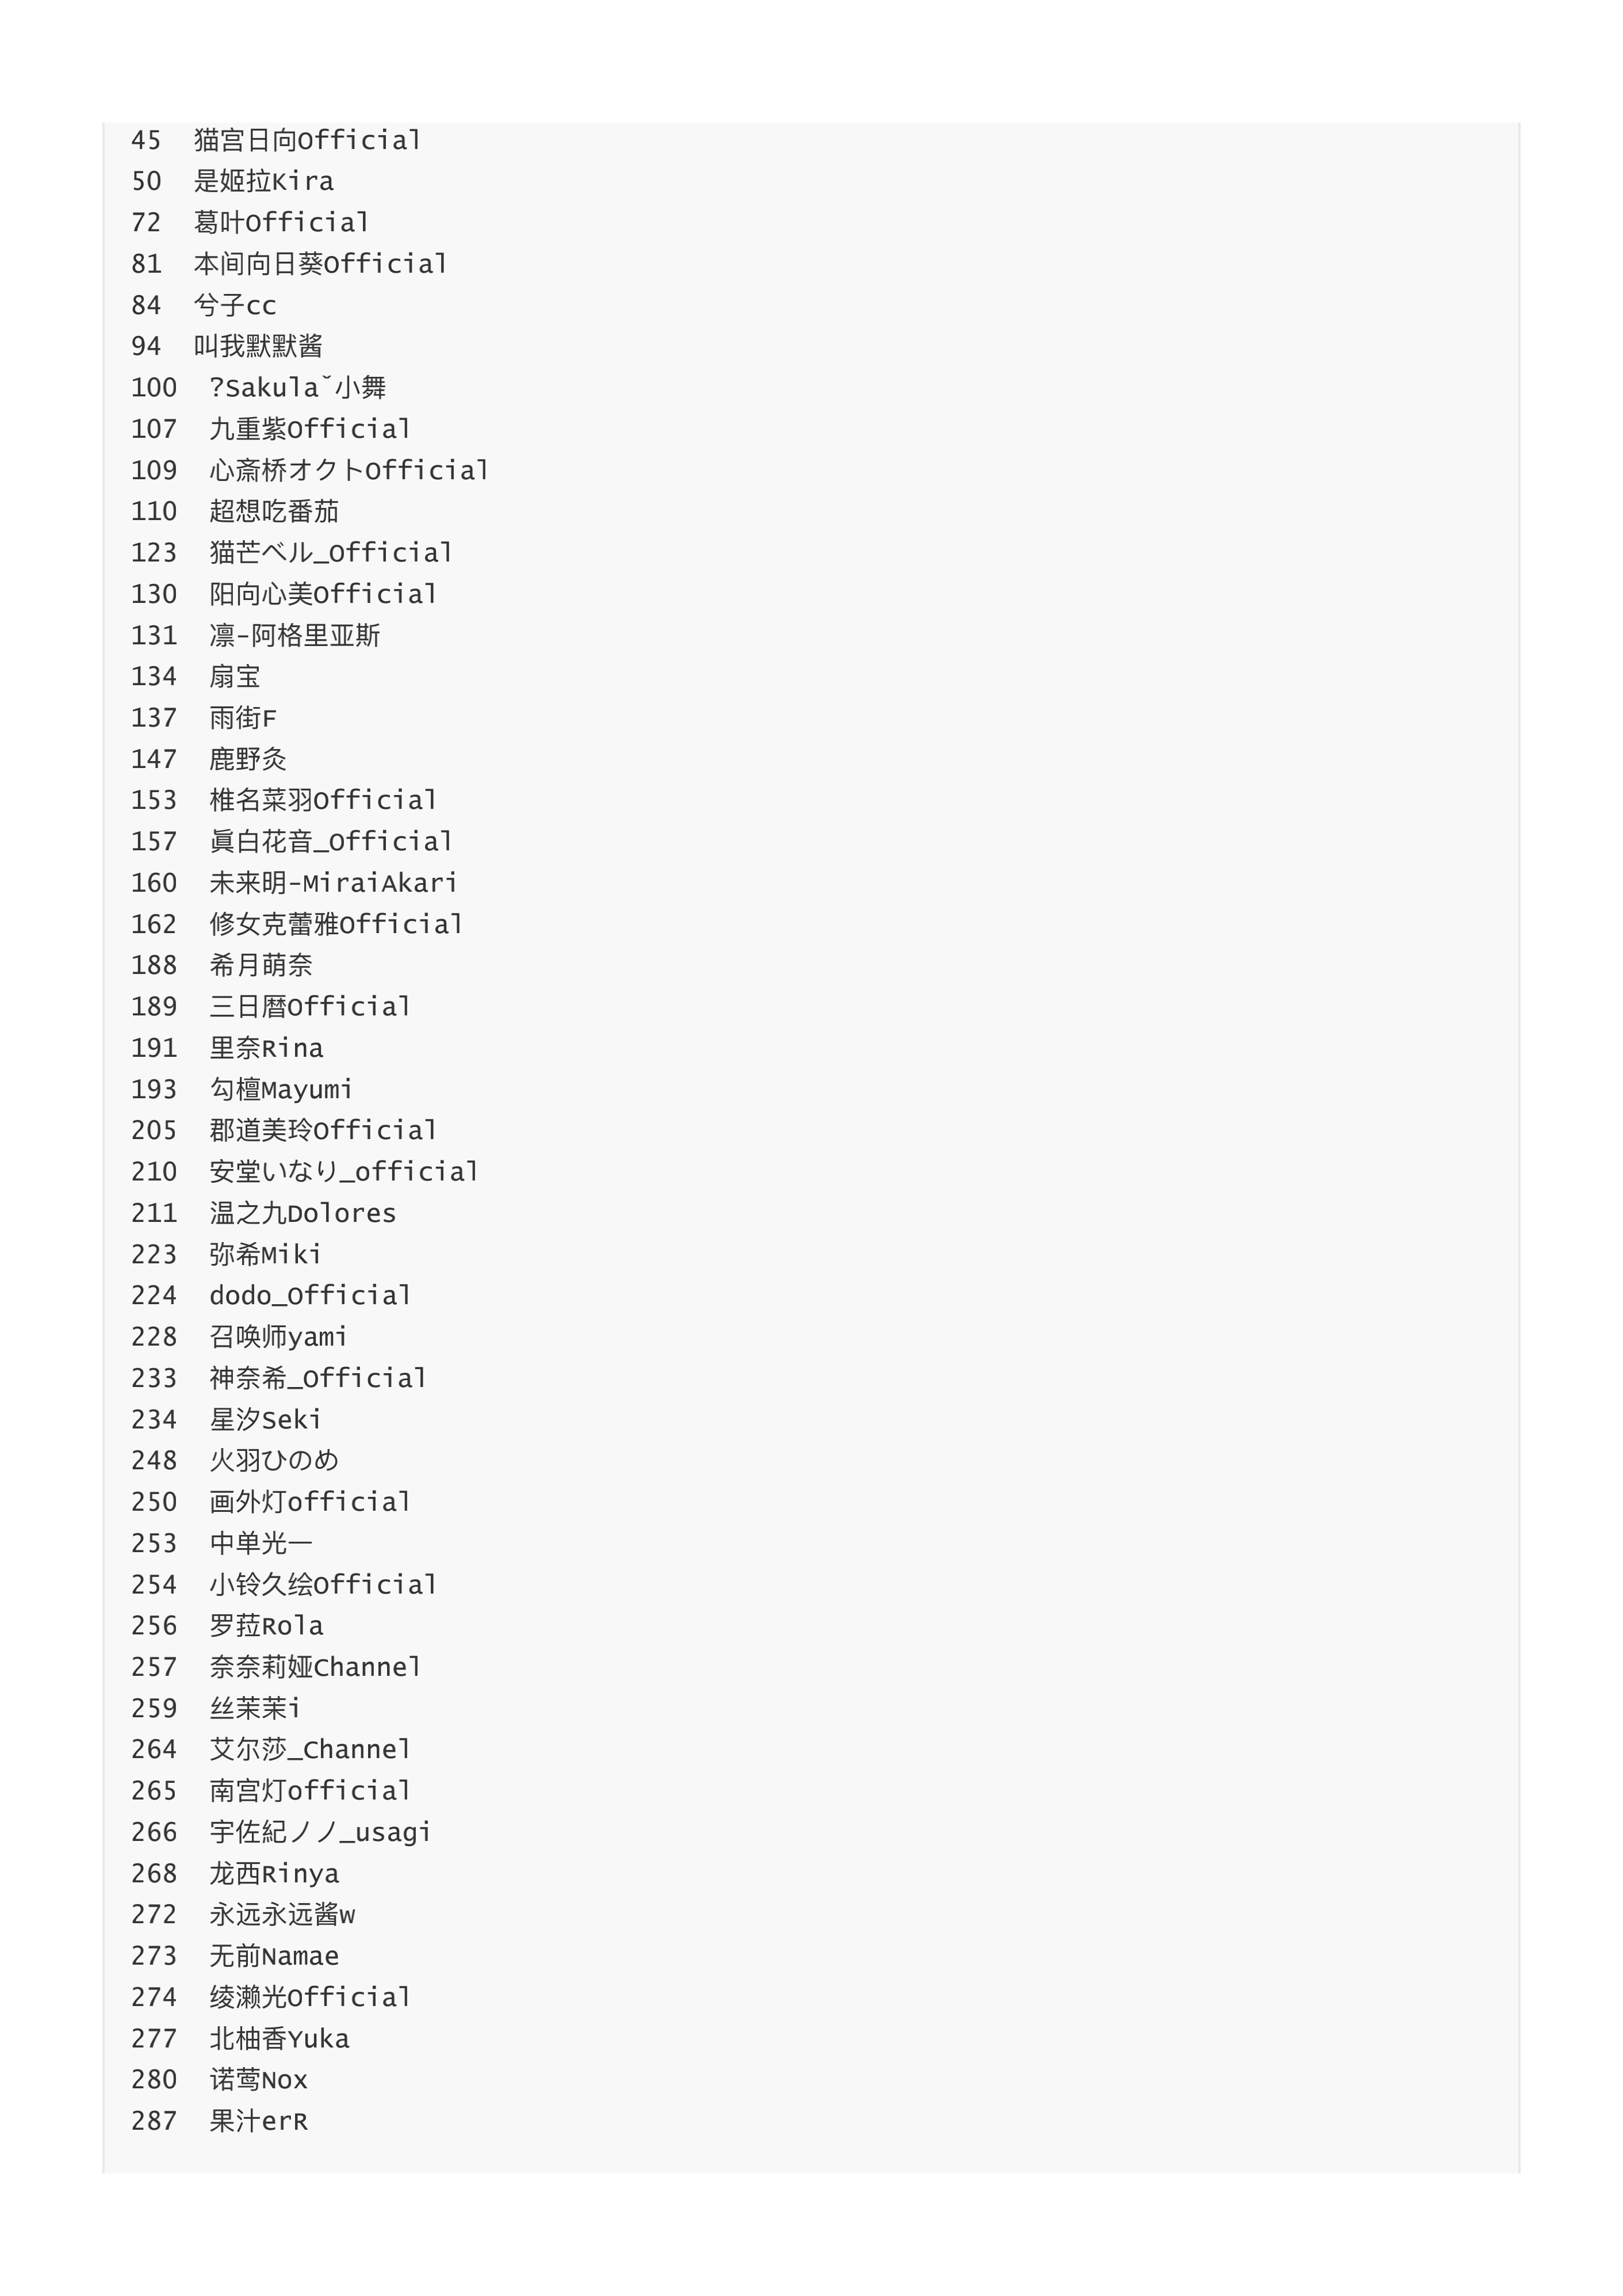 45  猫宫日向Official
50  是姬拉Kira
72  葛叶Official
81  本间向日葵Official
84  兮子cc
94  叫我默默酱
100  ?Sakulaˇ小舞
107  九重紫Official
109  心斎桥オクトOfficial
110  超想吃番茄
123  猫芒ベル_Official
130  阳向心美Official
131  凛-阿格里亚斯
134  扇宝
137  雨街F
147  鹿野灸
153  椎名菜羽Official
157  眞白花音_Official
160  未来明-MiraiAkari
162  修女克蕾雅Official
188  希月萌奈
189  三日暦Official
191  里奈Rina
193  勾檀Mayumi
205  郡道美玲Official
210  安堂いなり_official
211  温之九Dolores
223  弥希Miki
224  dodo_Official
228  召唤师yami
233  神奈希_Official
234  星汐Seki
248  火羽ひのめ
250  画外灯official
253  中单光一
254  小铃久绘Official
256  罗菈Rola
257  奈奈莉娅Channel
259  丝茉茉i
264  艾尔莎_Channel
265  南宫灯official
266  宇佐紀ノノ_usagi
268  龙西Rinya
272  永远永远酱w
273  无前Namae
274  绫濑光Official
277  北柚香Yuka
280  诺莺Nox
287  果汁erR